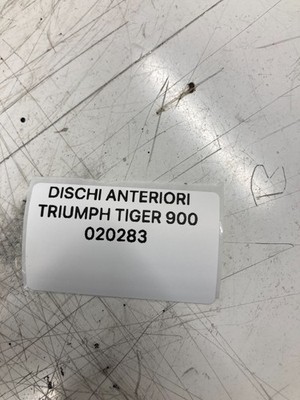 DISCHI ANTERIORI
TRIUMPH TIGER 900
020283
B